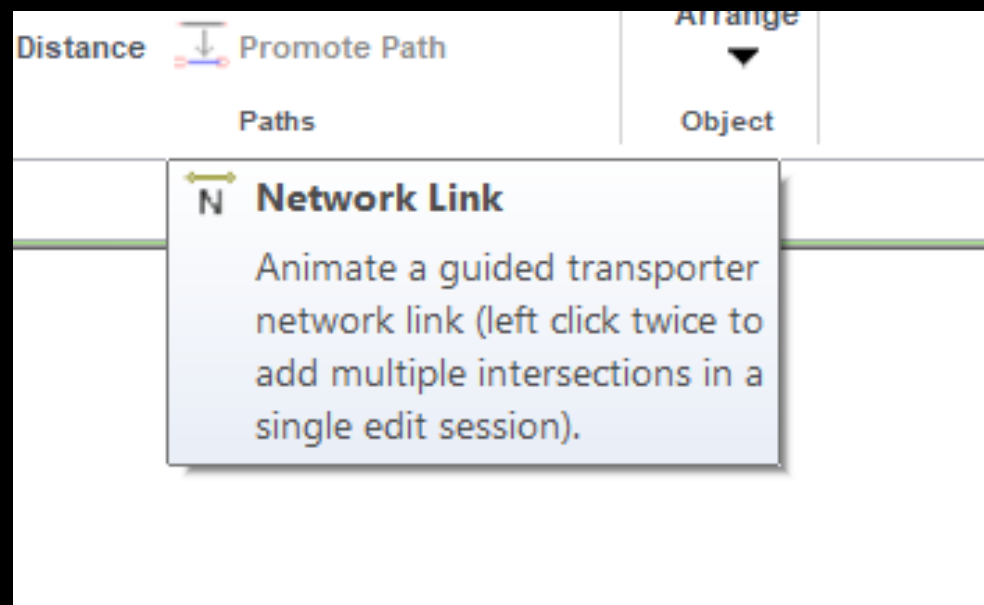 Arrange
Distance Promote Path
Paths Object
N Network Link
Animate a guided transporter
network link (left click twice to
add multiple intersections in a
single edit session).